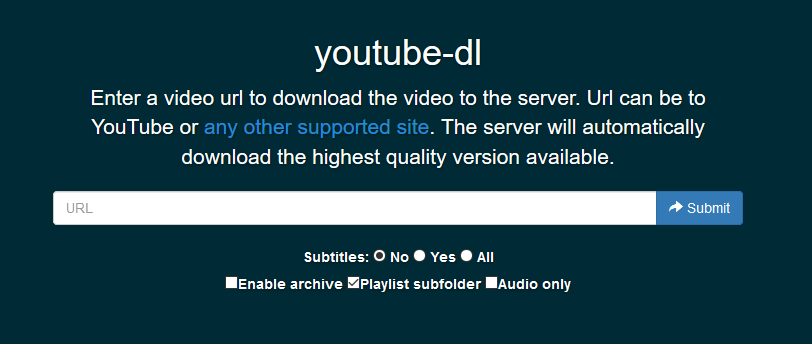 youtube-dl
Enter a video url to download the video to the server. Url can be to
YouTube or any other supported site. The server will automatically
download the highest quality version available.
URL Submit
Subtitles: No Yes All
Enable archive Playlist subfolder Audio only